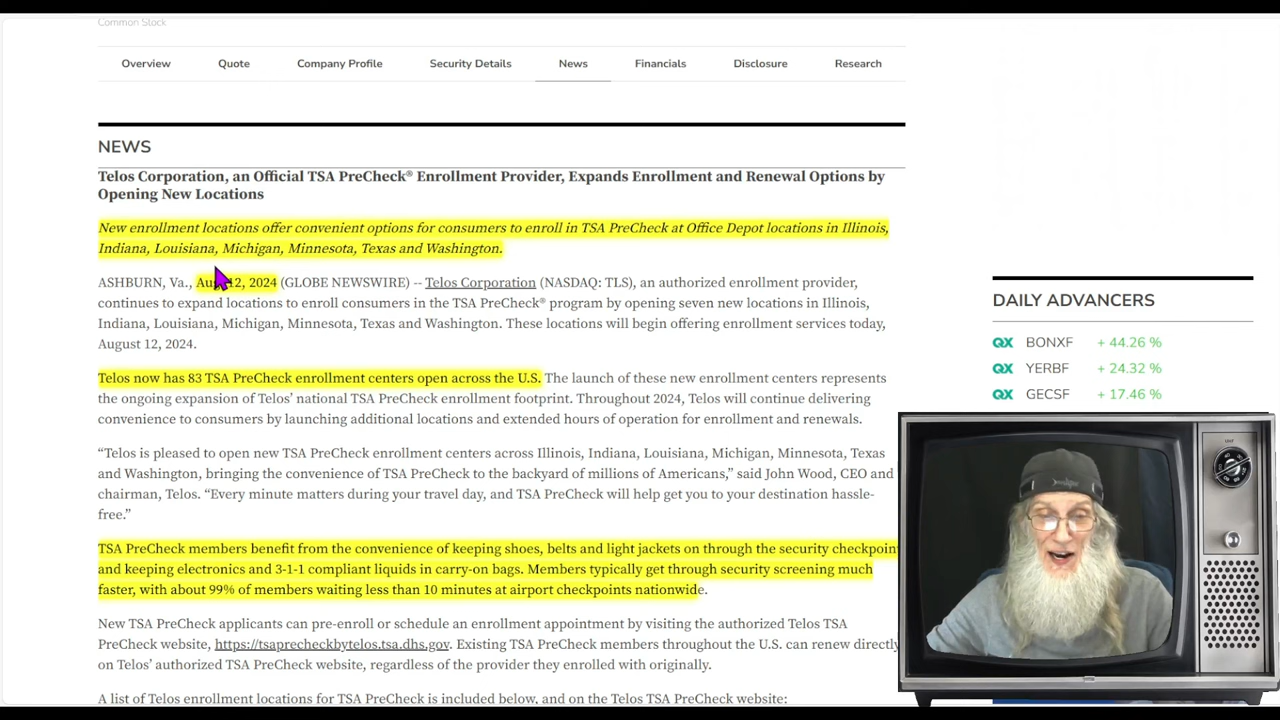 Common Stock
Overview Quote Company Profile Security Details News Financials Disclosure Research
NEWS
Telos Corporation, an Official TSA PreCheck® Enrollment Provider, Expands Enrollment and Renewal Options by
Opening New Locations
New enrollment locations offer convenient options for consumers to enroll in TSA PreCheck at Office Depot locations in Illinois,
Indiana, Louisiana, Michigan, Minnesota, Texas and Washington.
ASHBURN, Va., Aug. 12, 2024 (GLOBE NEWSWIRE) -- Telos Corporation (NASDAQ: TLS), an authorized enrollment provider,
continues to expand locations to enroll consumers in the TSA PreCheck® program by opening seven new locations in Illinois,
Indiana, Louisiana, Michigan, Minnesota, Texas and Washington. These locations will begin offering enrollment services today,
August 12, 2024.
Telos now has 83 TSA PreCheck enrollment centers open across the U.S. The launch of these new enrollment centers represents
the ongoing expansion of Telos' national TSA PreCheck enrollment footprint. Throughout 2024, Telos will continue delivering
convenience to consumers by launching additional locations and extended hours of operation for enrollment and renewals.
“Telos is pleased to open new TSA PreCheck enrollment centers across Illinois, Indiana, Louisiana, Michigan, Minnesota, Texas
and Washington, bringing the convenience of TSA PreCheck to the backyard of millions of Americans,” said John Wood, CEO and
chairman, Telos. “Every minute matters during your travel day, and TSA PreCheck will help get you to your destination hassle-
free.”
TSA PreCheck members benefit from the convenience of keeping shoes, belts and light jackets on through the security checkpoin
and keeping electronics and 3-1-1 compliant liquids in carry-on bags. Members typically get through security screening much
faster, with about 99% of members waiting less than 10 minutes at airport checkpoints nationwide.
New TSA PreCheck applicants can pre-enroll or schedule an enrollment appointment by visiting the authorized Telos TSA
PreCheck website, https://tsaprecheckbytelos.tsa.dhs.gov. Existing TSA PreCheck members throughout the U.S. can renew directly
on Telos' authorized TSA PreCheck website, regardless of the provider they enrolled with originally.
A list of Telos enrollment locations for TSA PreCheck is included below, and on the Telos TSA PreCheck website:
DAILY ADVANCERS
QX BONXF + 44.26 %
QX YERBF + 24.32 %
QX GECSF + 17.46 %